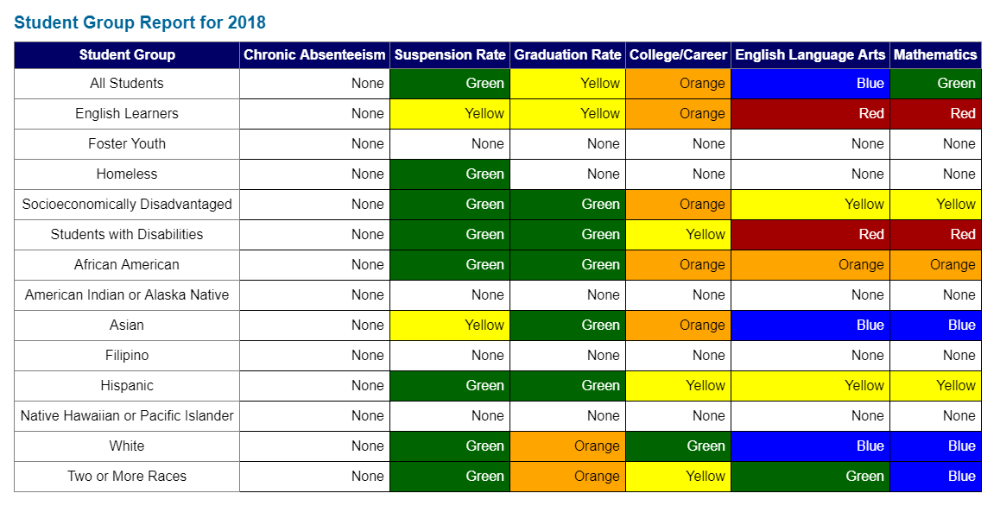 Student Group Report for 2018
Student Group Chronic Absenteeism Suspension Rate Graduation Rate College/Career English Language Arts Mathematics
All Students None Green Yellow Orange Blue Green
English Learners None Yellow Yellow Orange Red Red
Foster Youth None None None None None None
Homeless None Green None None None None
Socioeconomically Disadvantaged None Green Green Orange Yellow Yellow
Students with Disabilities None Green Green Yellow Red Red
African American None Green Green Orange Orange Orange
American Indian or Alaska Native None None None None None None
Asian None Yellow Green Orange Blue Blue
Filipino None None None None None None
Hispanic None Green Green Yellow Yellow Yellow
Native Hawaiian or Pacific Islander None None None None None None
White None Green Orange Green Blue Blue
Two or More Races None Green Orange Yellow Green Blue